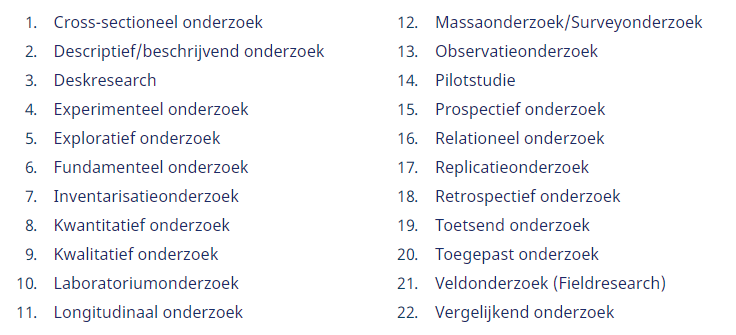 1. Cross-sectioneel onderzoek
2. Descriptief/beschrijvend onderzoek
3. Deskresearch
4. Experimenteel onderzoek
5. Exploratief onderzoek
6. Fundamenteel onderzoek
7. Inventarisatieonderzoek
8. Kwantitatief onderzoek
9. Kwalitatief onderzoek
10. Laboratoriumonderzoek
11. Longitudinaal onderzoek
12. Massaonderzoek/Surveyonderzoek
13. Observatieonderzoek
14. Pilotstudie
15. Prospectief onderzoek
16. Relationeel onderzoek
17. Replicatieonderzoek
18. Retrospectief onderzoek
19. Toetsend onderzoek
20. Toegepast onderzoek
21. Veldonderzoek (Fieldresearch)
22. Vergelijkend onderzoek